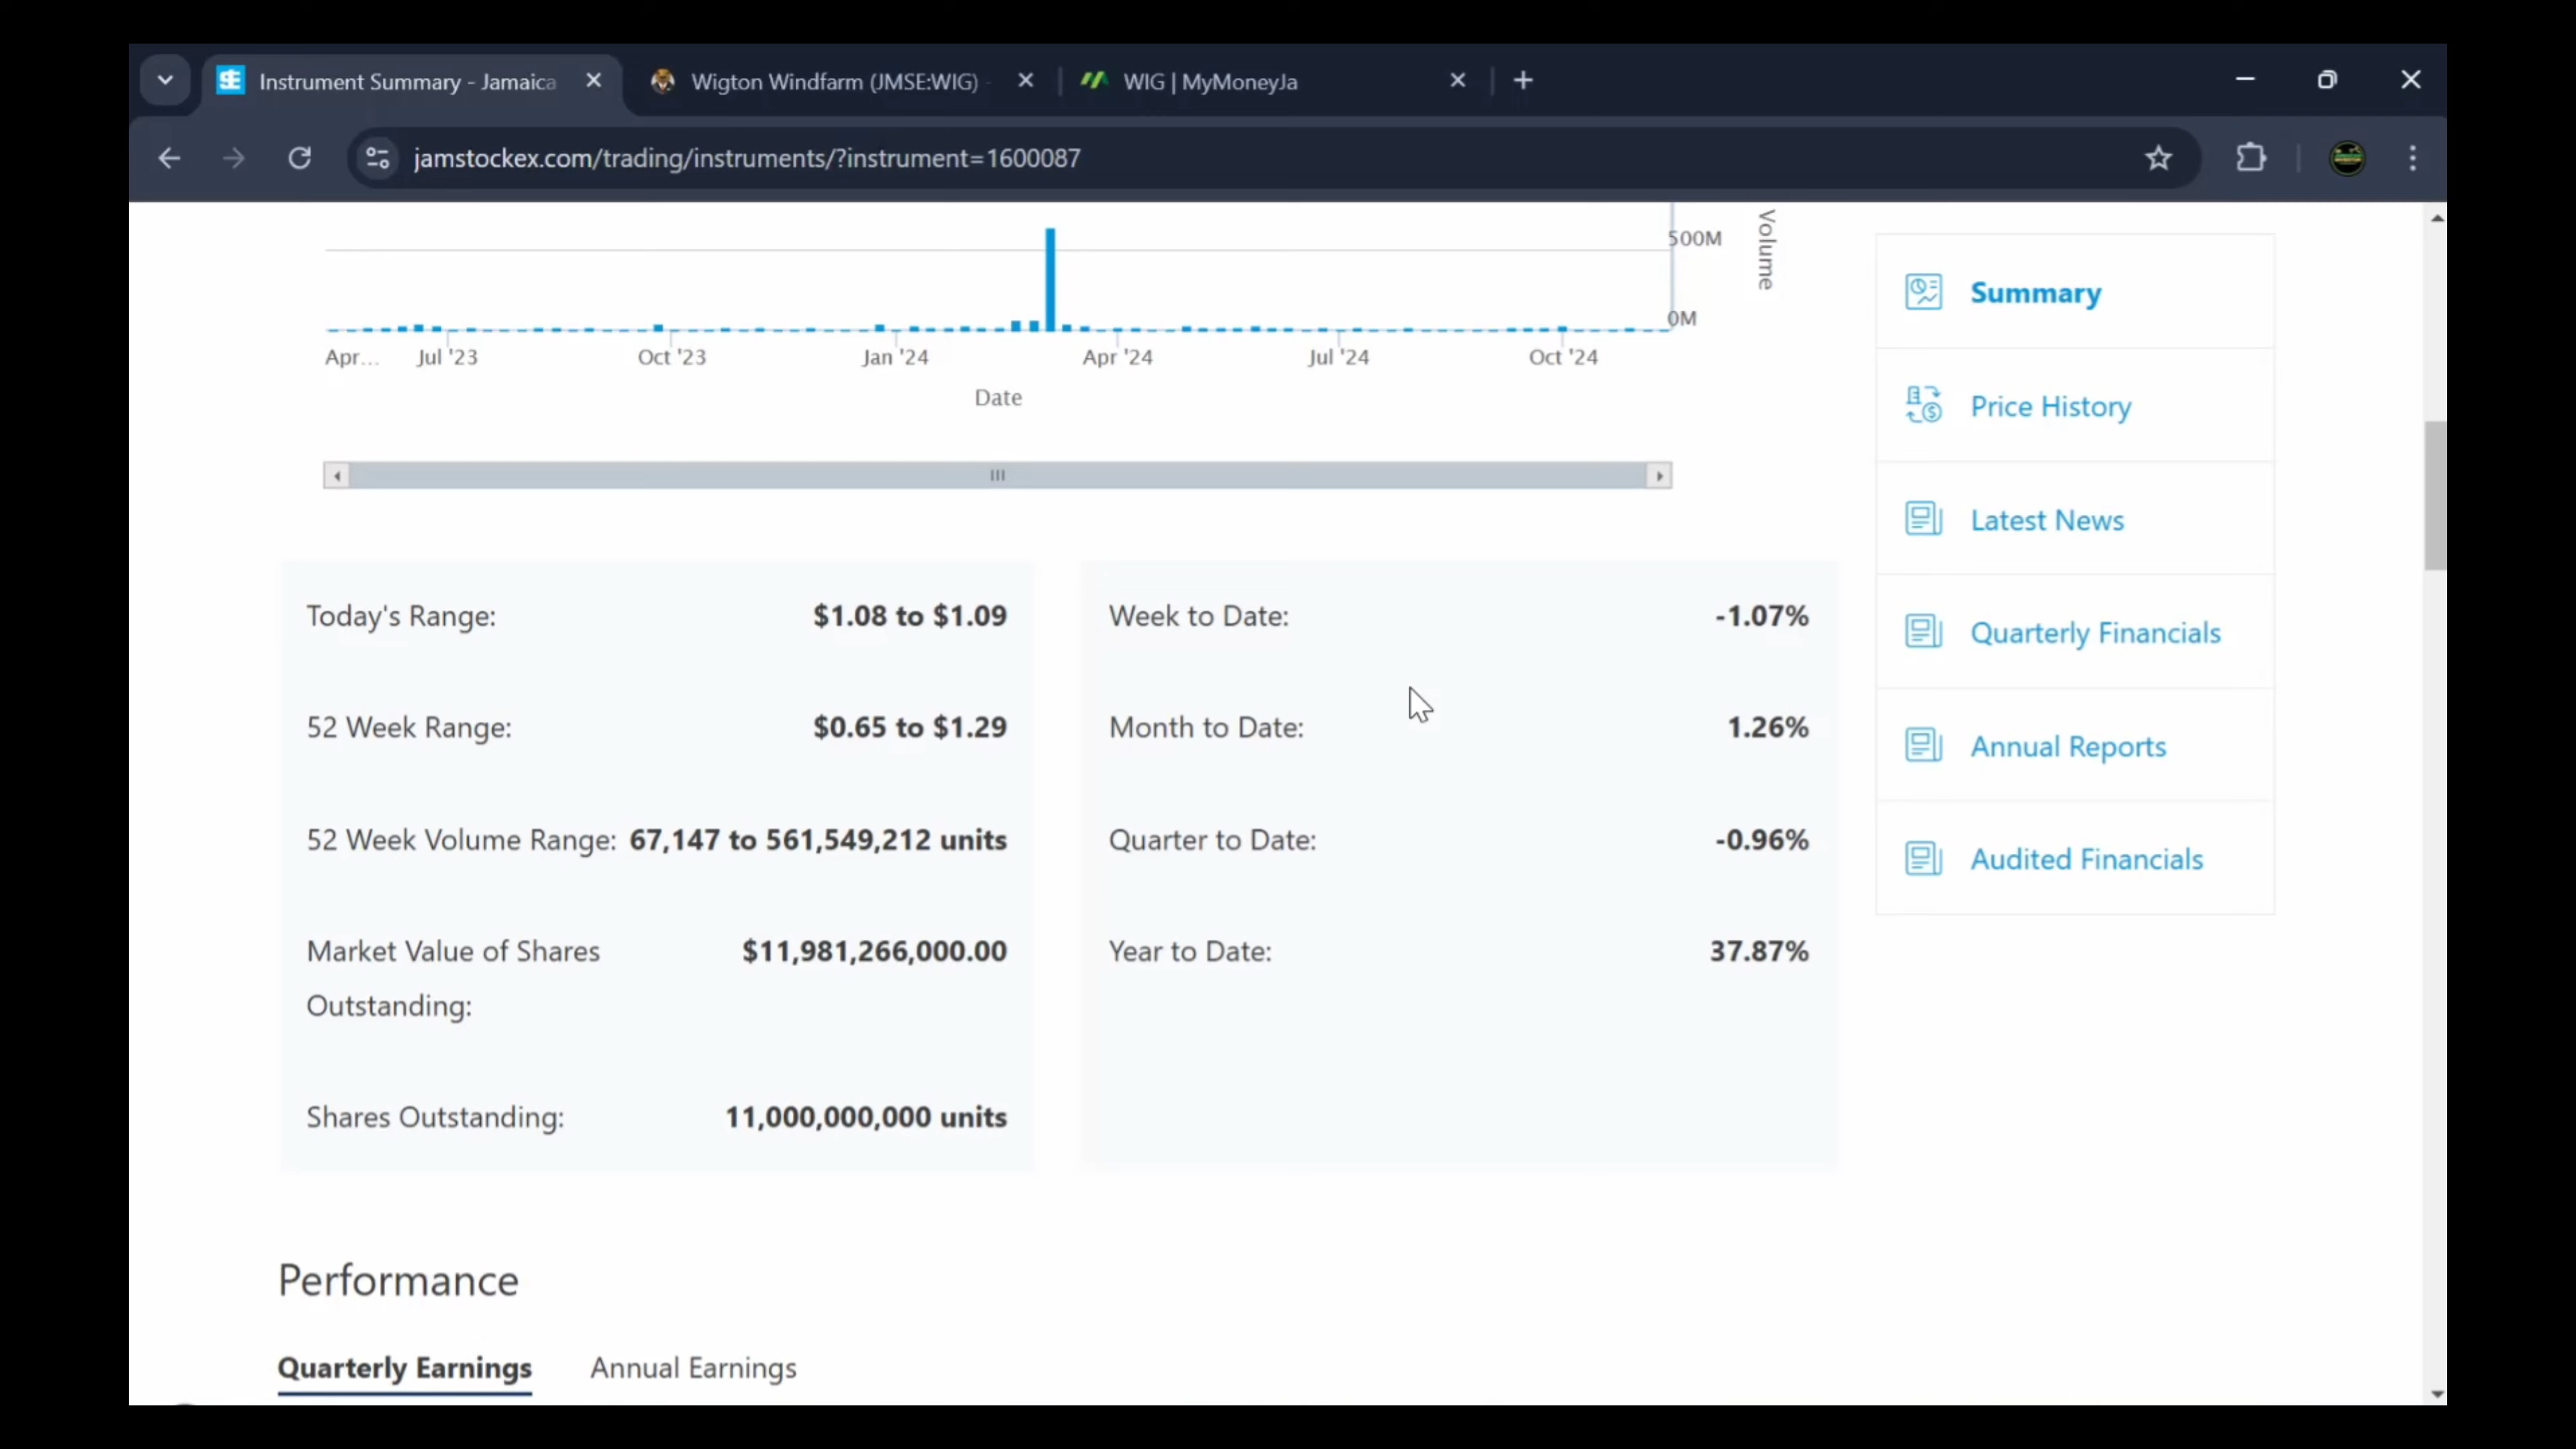 Instrument Summary - Jamaica
Wigton Windfarm (JMSE:WIG) -
WIG | MyMoneyJa
jamstockex.com/trading/instruments/?instrument=1600087
500M
Volume
0M
Apr... Jul '23 Oct '23 Jan '24 Apr '24 Jul '24 Oct '24
Date
Today's Range: $1.08 to $1.09
52 Week Range: $0.65 to $1.29
52 Week Volume Range: 67,147 to 561,549,212 units
Market Value of Shares $11,981,266,000.00
Outstanding:
Shares Outstanding: 11,000,000,000 units
Week to Date: -1.07%
Month to Date: 1.26%
Quarter to Date: -0.96%
Year to Date: 37.87%
Summary
Price History
Latest News
Quarterly Financials
Annual Reports
Audited Financials
Performance
Quarterly Earnings Annual Earnings